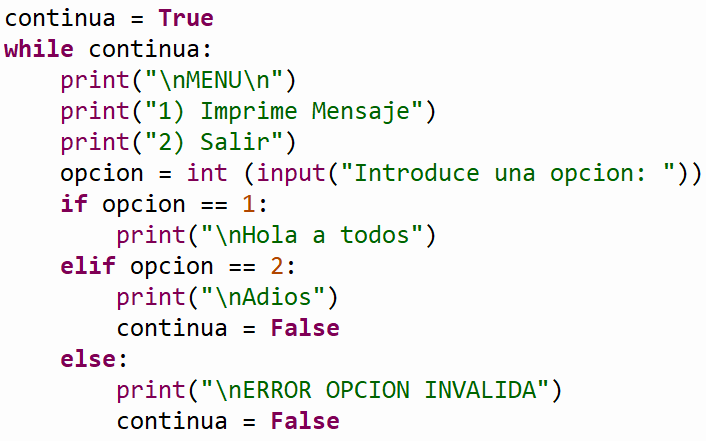 continua = True
while continua:
    print("\nMENU\n")
    print("1) Imprime Mensaje")
    print("2) Salir")
    opcion = int (input("Introduce una opcion: "))
    if opcion == 1:
        print("\nHola a todos")
    elif opcion == 2:
        print("\nAdios")
        continua = False
    else:
        print("\nERROR OPCION INVALIDA")
        continua = False